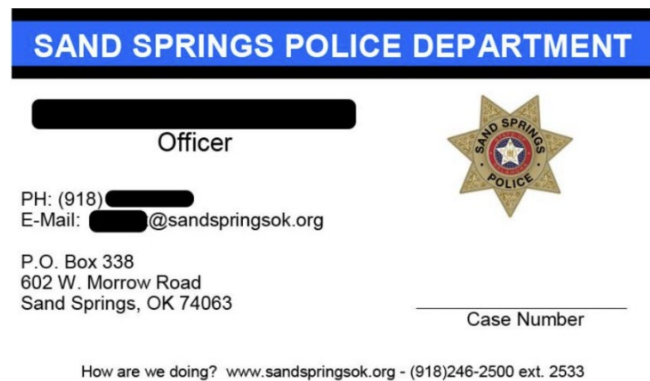 SAND SPRINGS POLICE DEPARTMENT
Officer
PH: (918)
E-Mail: @sandspringsok.org
P.O. Box 338
602 W. Morrow Road
Sand Springs, OK 74063
SAND SPRINGS
POLICE
Case Number
How are we doing? www.sandspringsok.org - (918)246-2500 ext. 2533